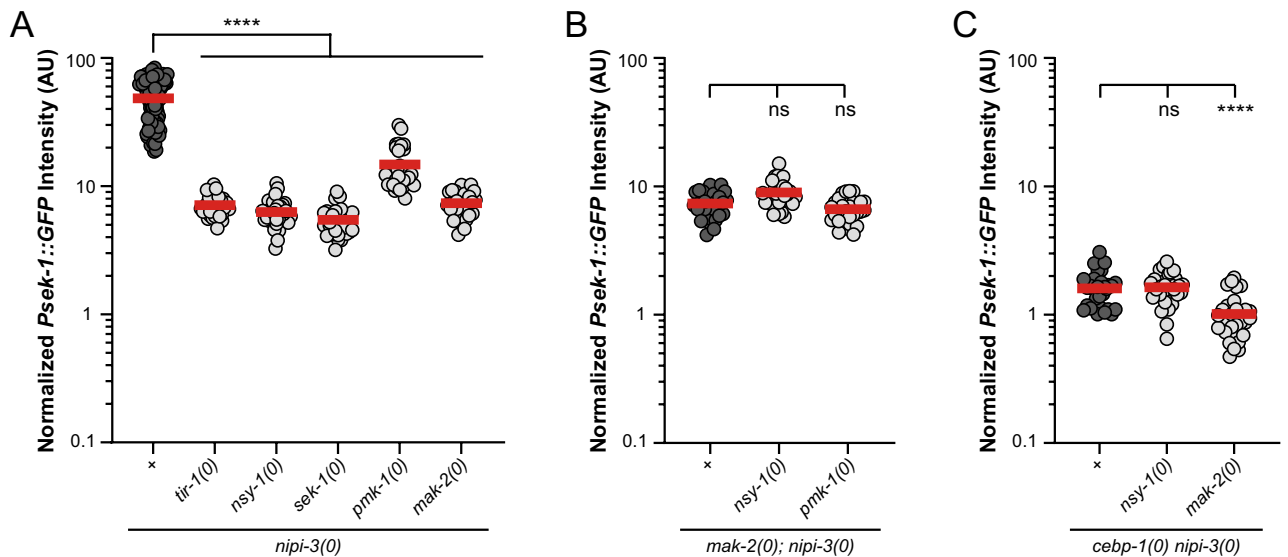 A
B
C
****
Normalized Psek-1::GFP Intensity (AU)
100
10
1
0.1
+
tir-1(0)
nsy-1(0)
sek-1(0)
pmk-1(0)
mak-2(0)
nipi-3(0)
Normalized Psek-1::GFP Intensity (AU)
100
10
1
0.1
ns
ns
+
nsy-1(0)
pmk-1(0)
mak-2(0); nipi-3(0)
Normalized Psek-1::GFP Intensity (AU)
100
10
1
0.1
ns
****
+
nsy-1(0)
mak-2(0)
cebp-1(0) nipi-3(0)